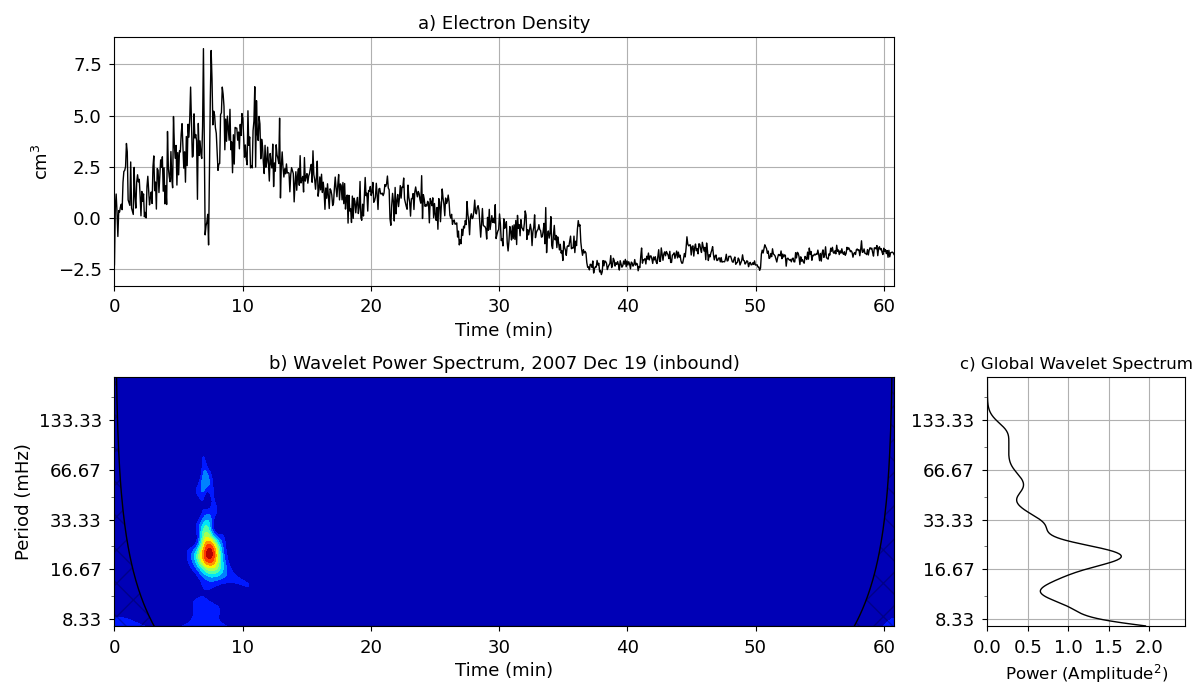 a) Electron Density
7.5
5.0
2.5
0.0
−2.5
cm³
0 10 20 30 40 50 60
Time (min)
b) Wavelet Power Spectrum, 2007 Dec 19 (inbound)
133.33
66.67
33.33
16.67
8.33
Period (mHz)
0 10 20 30 40 50 60
Time (min)
c) Global Wavelet Spectrum
133.33
66.67
33.33
16.67
8.33
0.0 0.5 1.0 1.5 2.0
Power (Amplitude²)